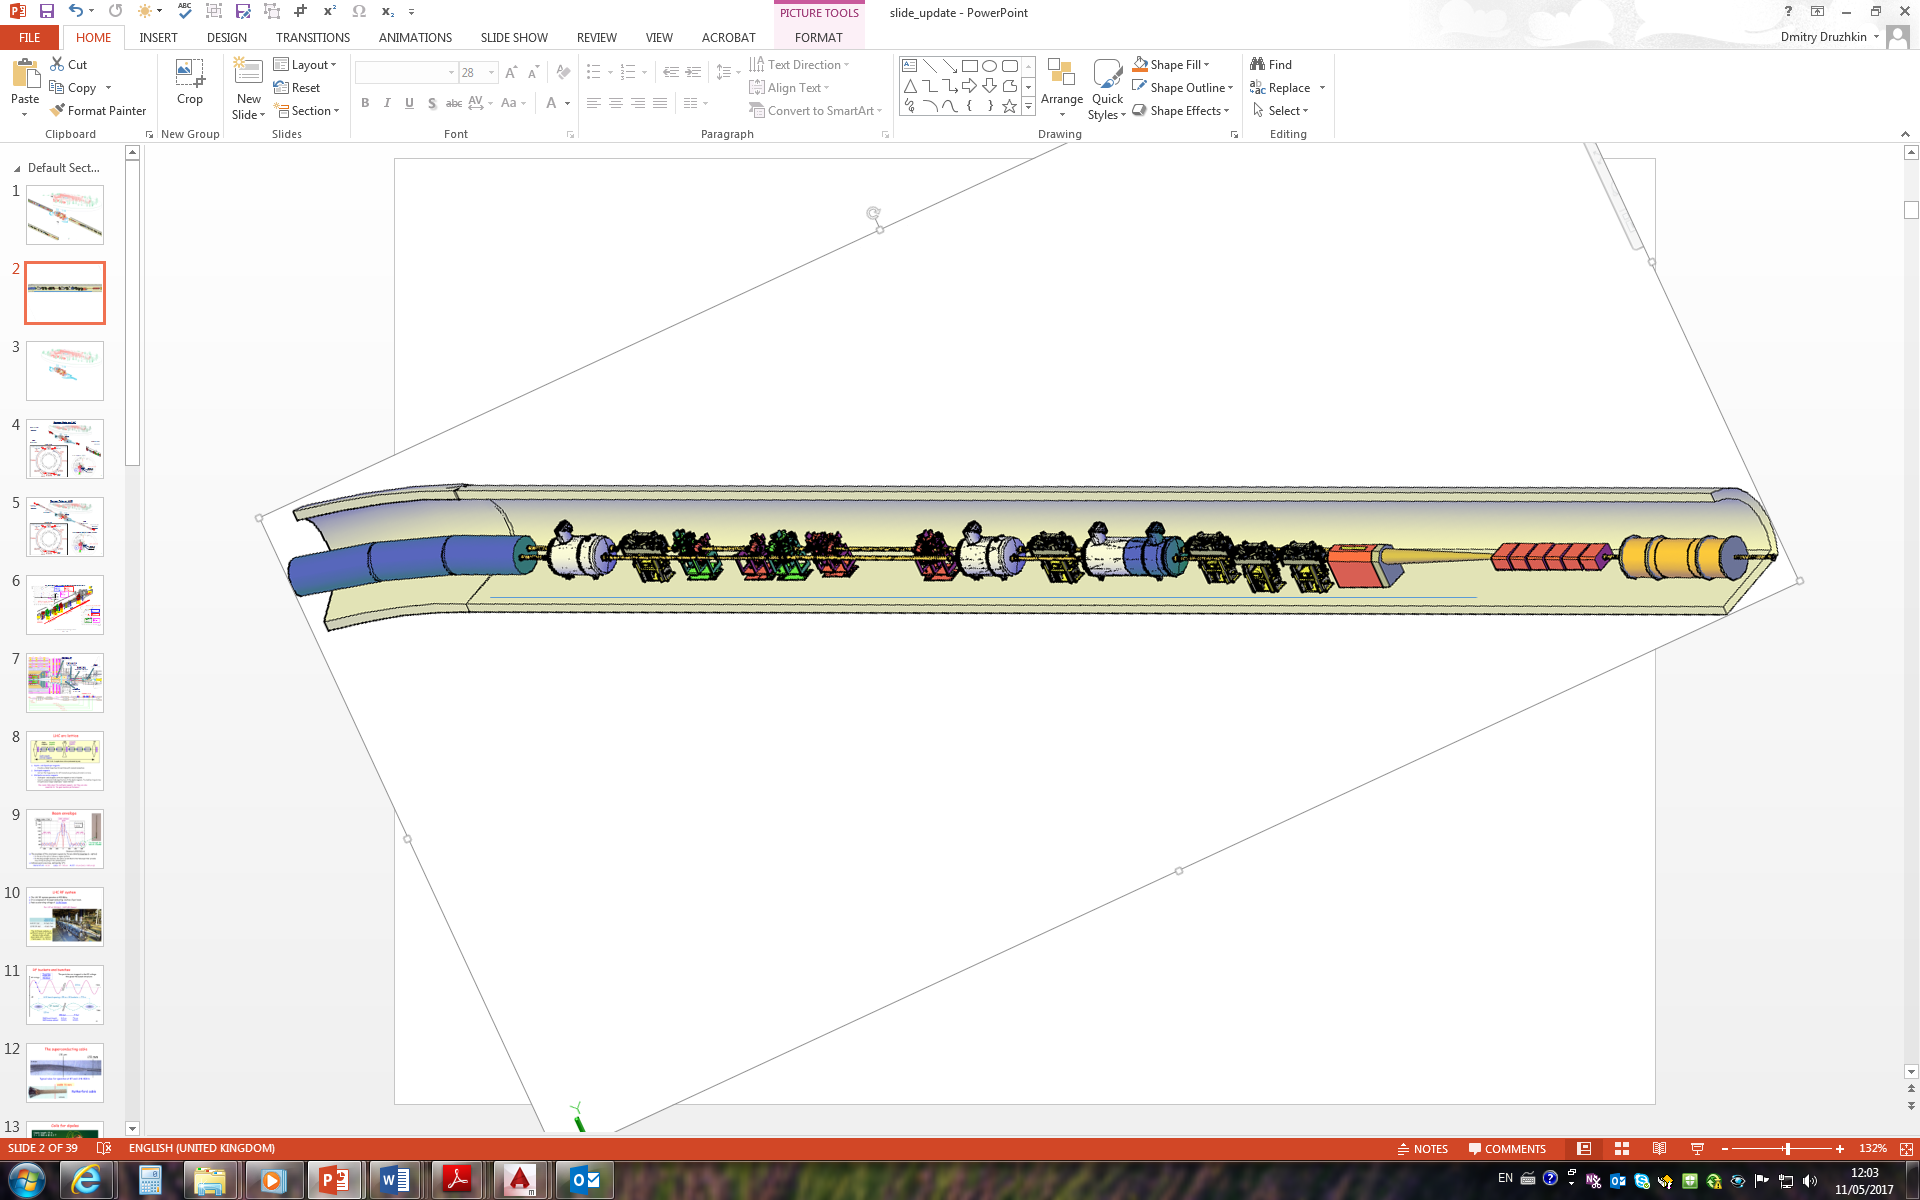 PICTURE TOOLS
slide_update - PowerPoint
FILE
HOME
INSERT
DESIGN
TRANSITIONS
ANIMATIONS
SLIDE SHOW
REVIEW
VIEW
ACROBAT
FORMAT
Dmitry Druzhkin
Paste
Cut
Copy
Format Painter
Clipboard
Crop
New Group
New
Slide
Layout
Reset
Section
Slides
28
Font
Text Direction
Align Text
Convert to SmartArt
Paragraph
Arrange
Quick
Styles
Shape Fill
Shape Outline
Shape Effects
Drawing
Find
Replace
Select
Editing
Default Sect...
1
2
3
4
5
6
7
8
9
10
11
12
13
Y
SLIDE 2 OF 39
ENGLISH (UNITED KINGDOM)
NOTES
COMMENTS
132%
EN
12:03
11/05/2017